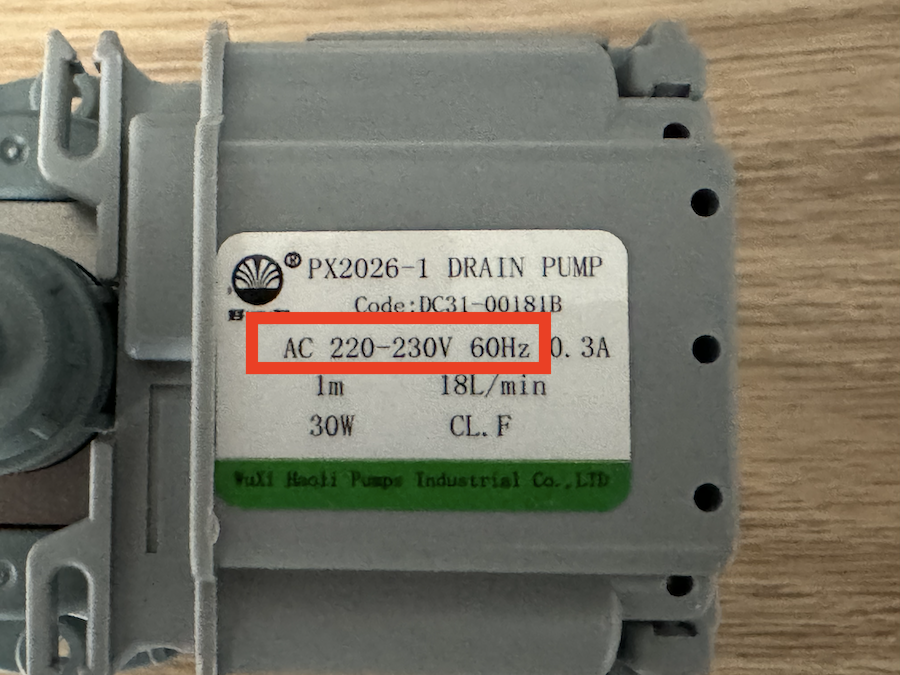 ® PX2026-1 DRAIN PUMP
Code:DC31-00181B
AC 220-230V 60Hz 0.3A
1m 18L/min
30W CL.F
WuXi Haoli Pumps Industrial Co.,LTD